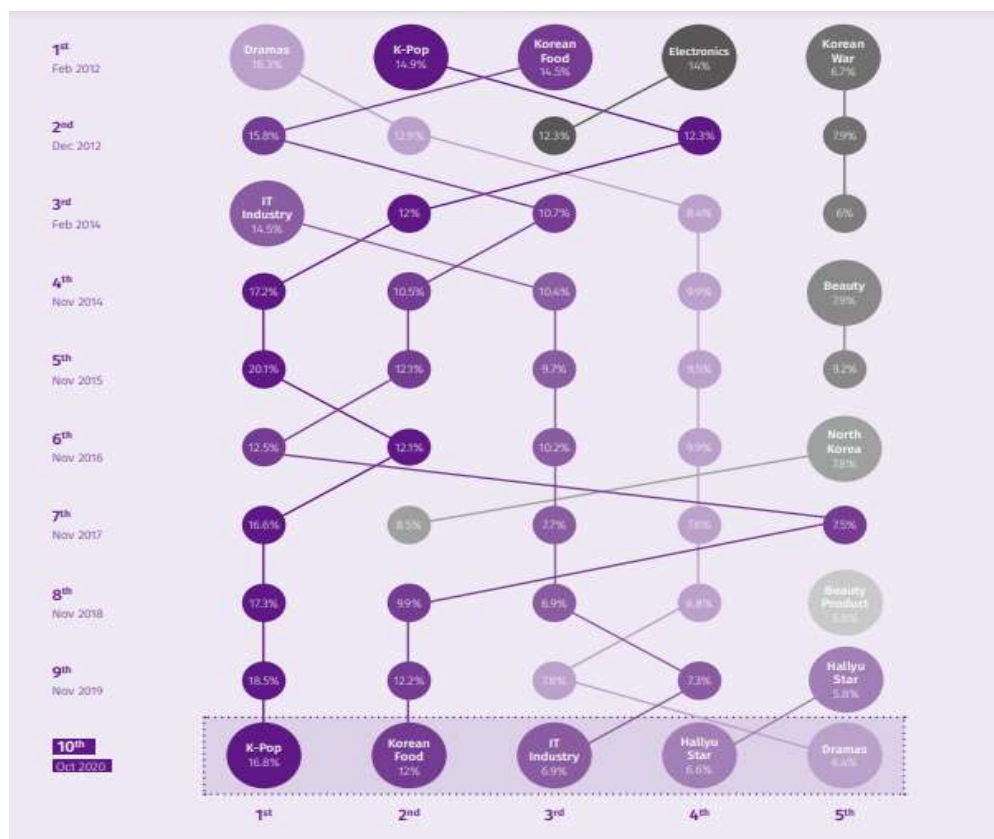 1st
Feb 2012
Dramas
16.3%
K-Pop
14.9%
Korean
Food
14.5%
Electronics
14%
Korean
War
6.7%
2nd
Dec 2012
15.8%
12.9%
12.3%
12.3%
7.9%
3rd
Feb 2014
IT
Industry
14.5%
12%
10.7%
8.4%
6%
4th
Nov 2014
17.2%
10.5%
10.4%
9.9%
Beauty
7.9%
5th
Nov 2015
20.1%
12.1%
9.7%
9.5%
9.2%
6th
Nov 2016
12.5%
12.1%
10.2%
9.9%
North
Korea
7.8%
7th
Nov 2017
16.6%
8.5%
7.7%
7.6%
7.5%
8th
Nov 2018
17.3%
9.9%
6.9%
6.8%
Beauty
Product
9th
Nov 2019
18.5%
12.2%
7.8%
7.3%
Hallyu
Star
5.8%
10th
Oct 2020
K-Pop
16.8%
Korean
Food
12%
IT
Industry
6.9%
Hallyu
Star
6.6%
Dramas
6.4%
1st
2nd
3rd
4th
5th